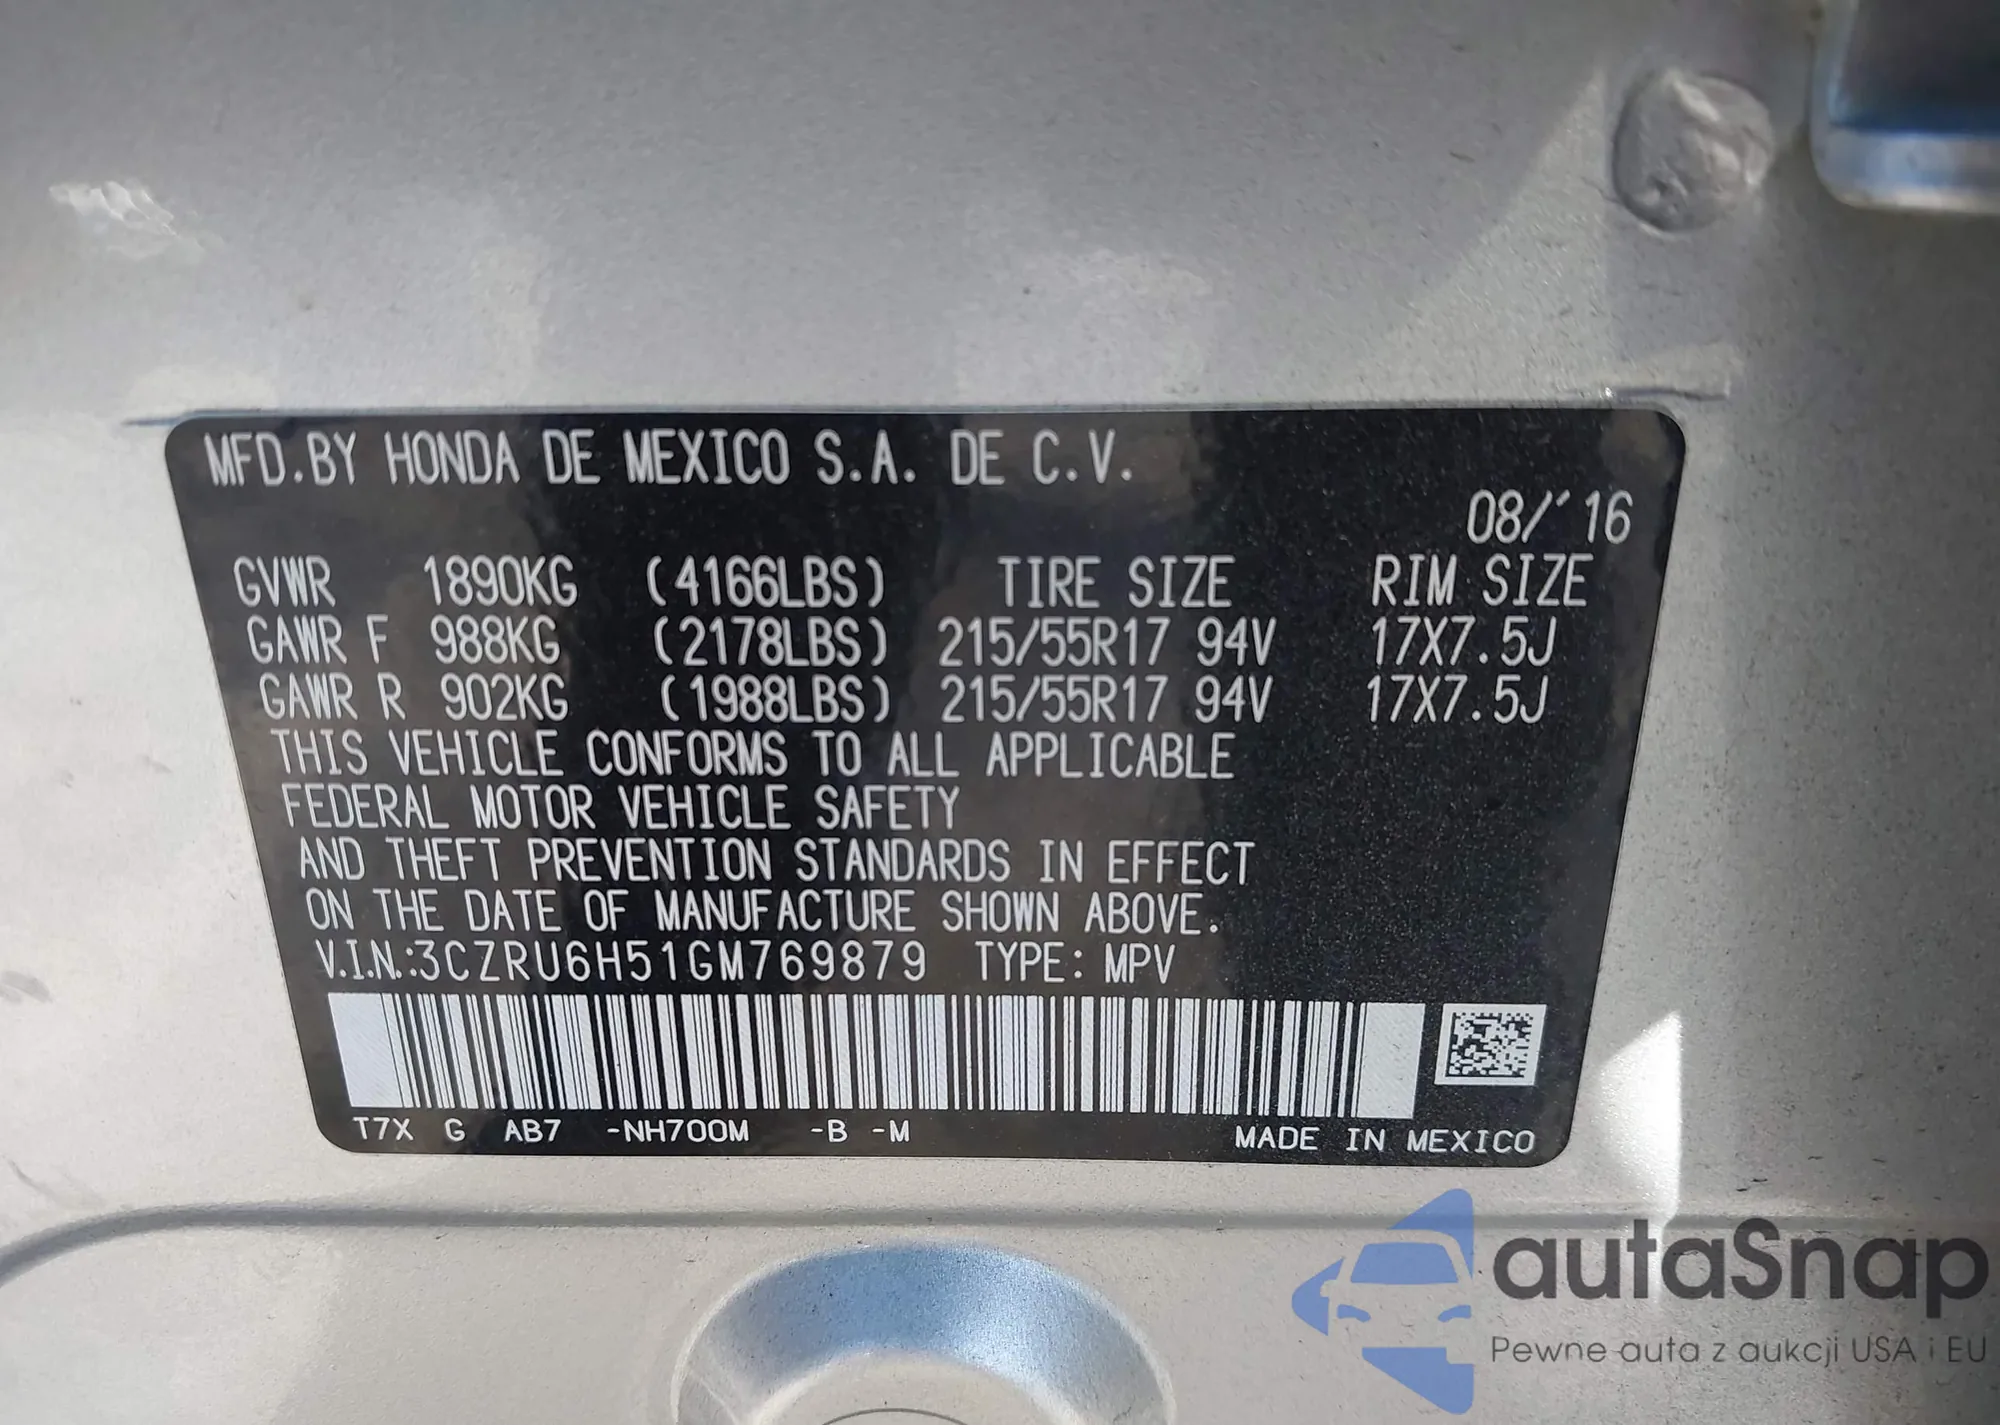 MFD.BY HONDA DE MEXICO S.A. DE C.V.
08/'16
GVWR 1890KG (4166LBS) TIRE SIZE RIM SIZE
GAWR F 988KG (2178LBS) 215/55R17 94V 17X7.5J
GAWR R 902KG (1988LBS) 215/55R17 94V 17X7.5J
THIS VEHICLE CONFORMS TO ALL APPLICABLE
FEDERAL MOTOR VEHICLE SAFETY
AND THEFT PREVENTION STANDARDS IN EFFECT
ON THE DATE OF MANUFACTURE SHOWN ABOVE.
V.I.N.:3CZRU6H51GM769879 TYPE: MPV
T7X G AB7 -NH700M -B -M MADE IN MEXICO
autaSnap
Pewne auta z aukcji USA i EU